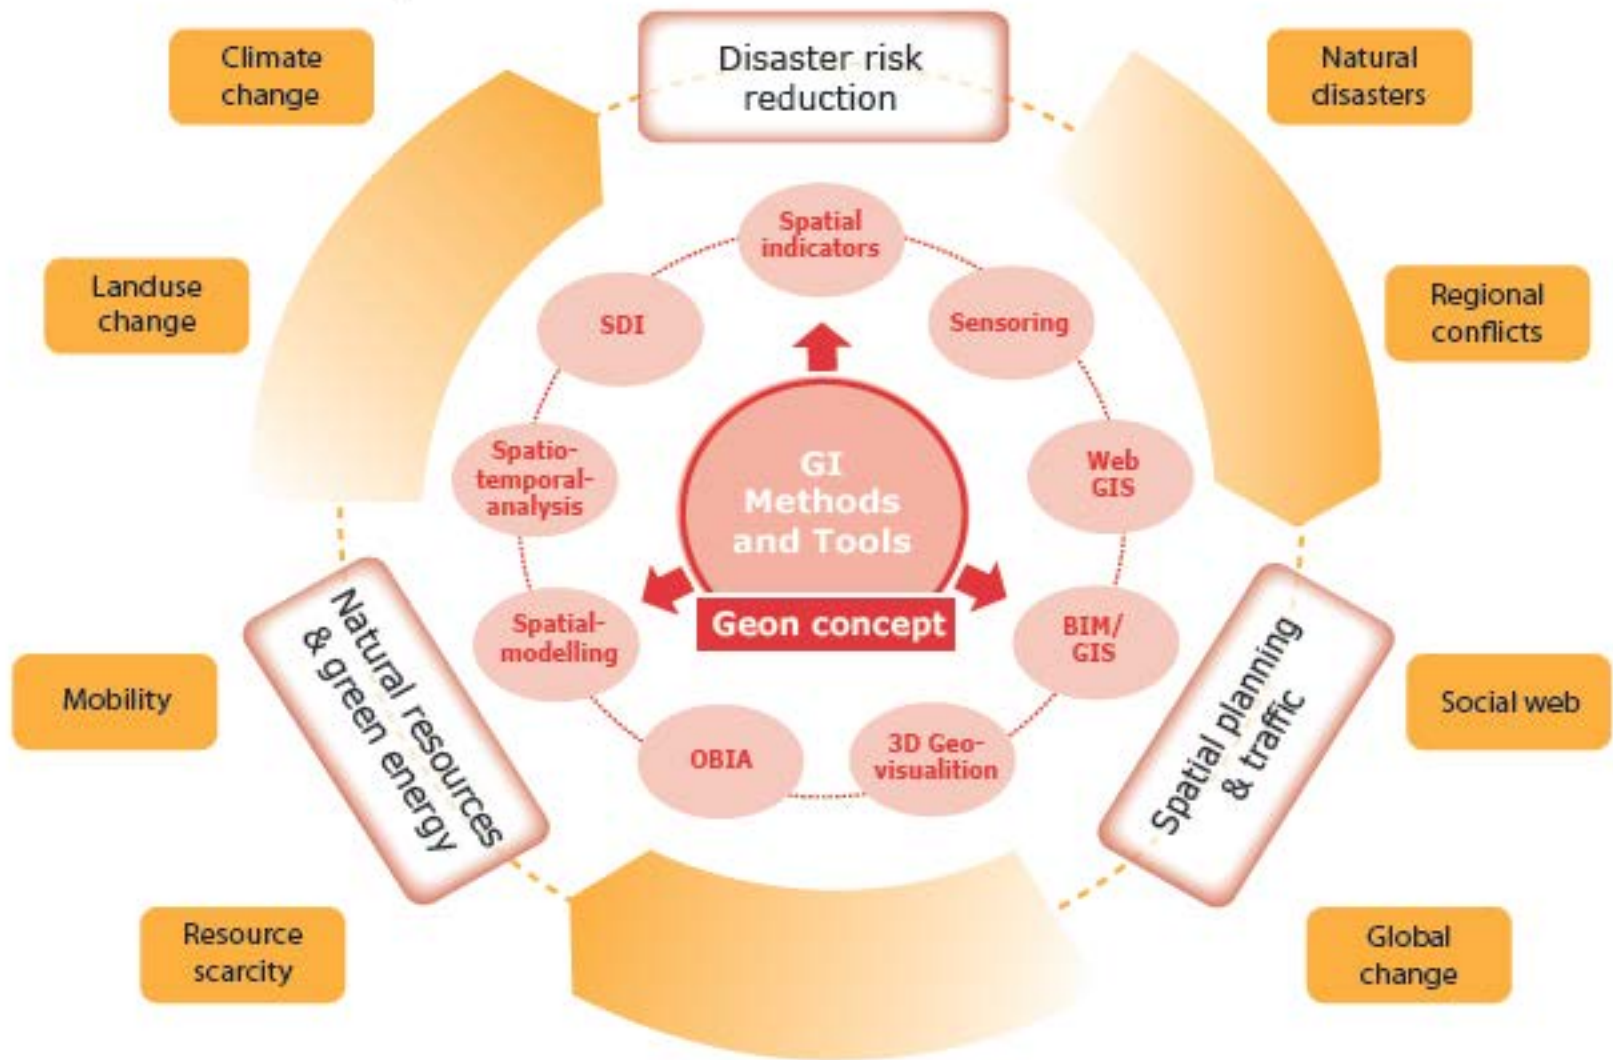 Climate
change
Disaster risk
reduction
Natural
disasters
Landuse
change
Regional
conflicts
Spatial
indicators
SDI
Sensoring
Spatio-
temporal-
analysis
GI
Methods
and Tools
Web
GIS
Geon concept
Spatial-
modelling
BIM/
GIS
Natural resources
& green energy
Spatial planning
& traffic
Mobility
Social web
OBIA
3D Geo-
visualition
Resource
scarcity
Global
change